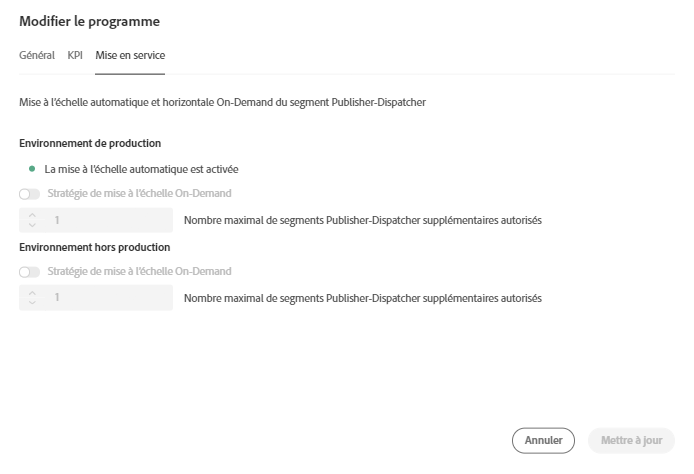 Modifier le programme
Général KPI Mise en service
Mise à l'échelle automatique et horizontale On-Demand du segment Publisher-Dispatcher
Environnement de production
La mise à l'échelle automatique est activée
Stratégie de mise à l'échelle On-Demand
1 Nombre maximal de segments Publisher-Dispatcher supplémentaires autorisés
Environnement hors production
Stratégie de mise à l'échelle On-Demand
1 Nombre maximal de segments Publisher-Dispatcher supplémentaires autorisés
Annuler Mettre à jour